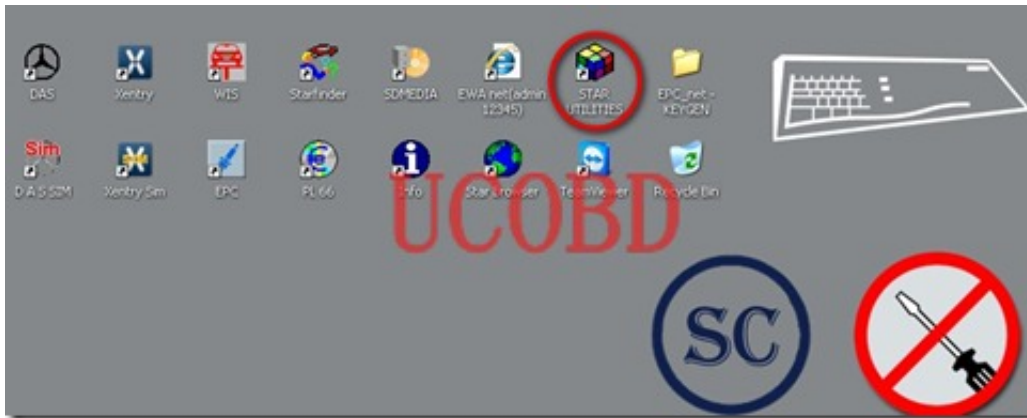 DAS
Xentry
WIS
Starfinder
SDMEDIA
EWA net(admin
12345)
STAR
UTILITIES
EPC_net -
KEYGEN
Sim
D A S SIM
Xentry Sim
EPC
PL 66
Info
StarBrowser
TeamViewer
Recycle Bin
UCOBD
SC